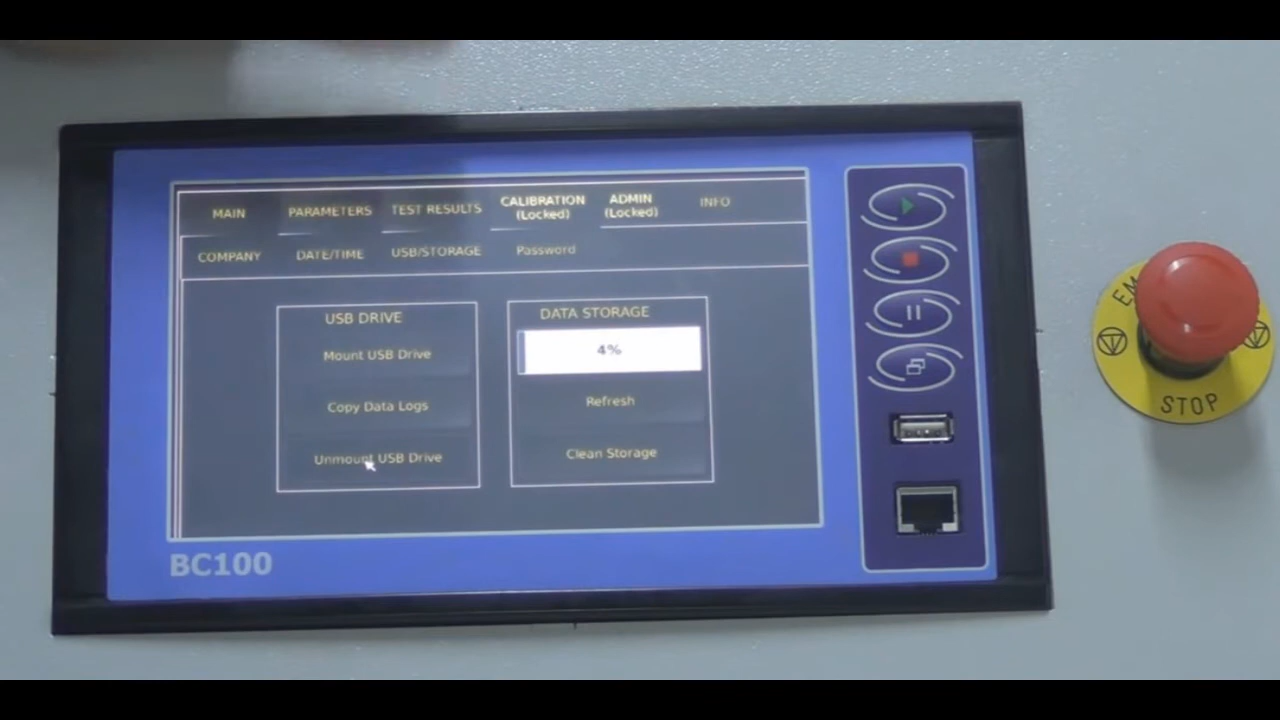 MAIN
PARAMETERS
TEST RESULTS
CALIBRATION
(Locked)
ADMIN
(Locked)
INFO
COMPANY
DATE/TIME
USB/STORAGE
Password
USB DRIVE
Mount USB Drive
Copy Data Logs
Unmount USB Drive
DATA STORAGE
4%
Refresh
Clean Storage
BC100
STOP